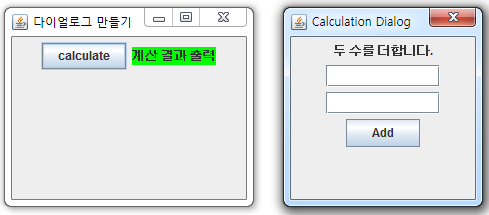 다이얼로그 만들기
calculate 계산 결과 출력
Calculation Dialog
두 수를 더합니다.
Add